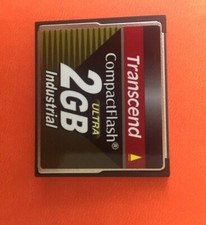 Transcend
CompactFlash®
ULTRA
2GB
Industrial